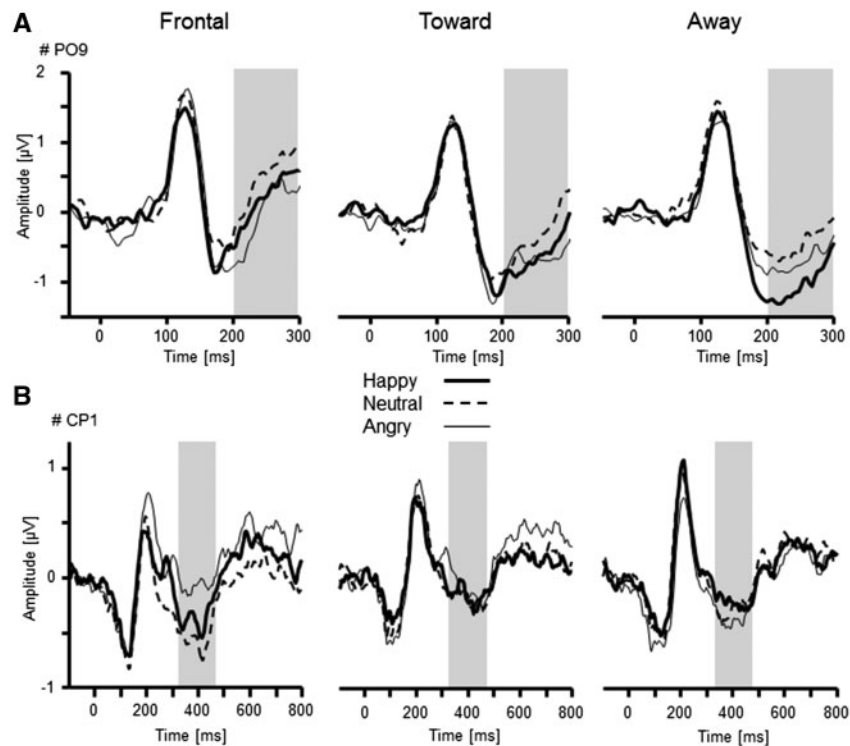 A Frontal Toward Away
# PO9
2
1
0
-1
Amplitude [µV]
0 100 200 300
0 100 200 300
0 100 200 300
Time [ms] Time [ms] Time [ms]
Happy
Neutral
Angry
B
# CP1
1
0
-1
Amplitude [µV]
0 200 400 600 800
0 200 400 600 800
0 200 400 600 800
Time [ms] Time [ms] Time [ms]